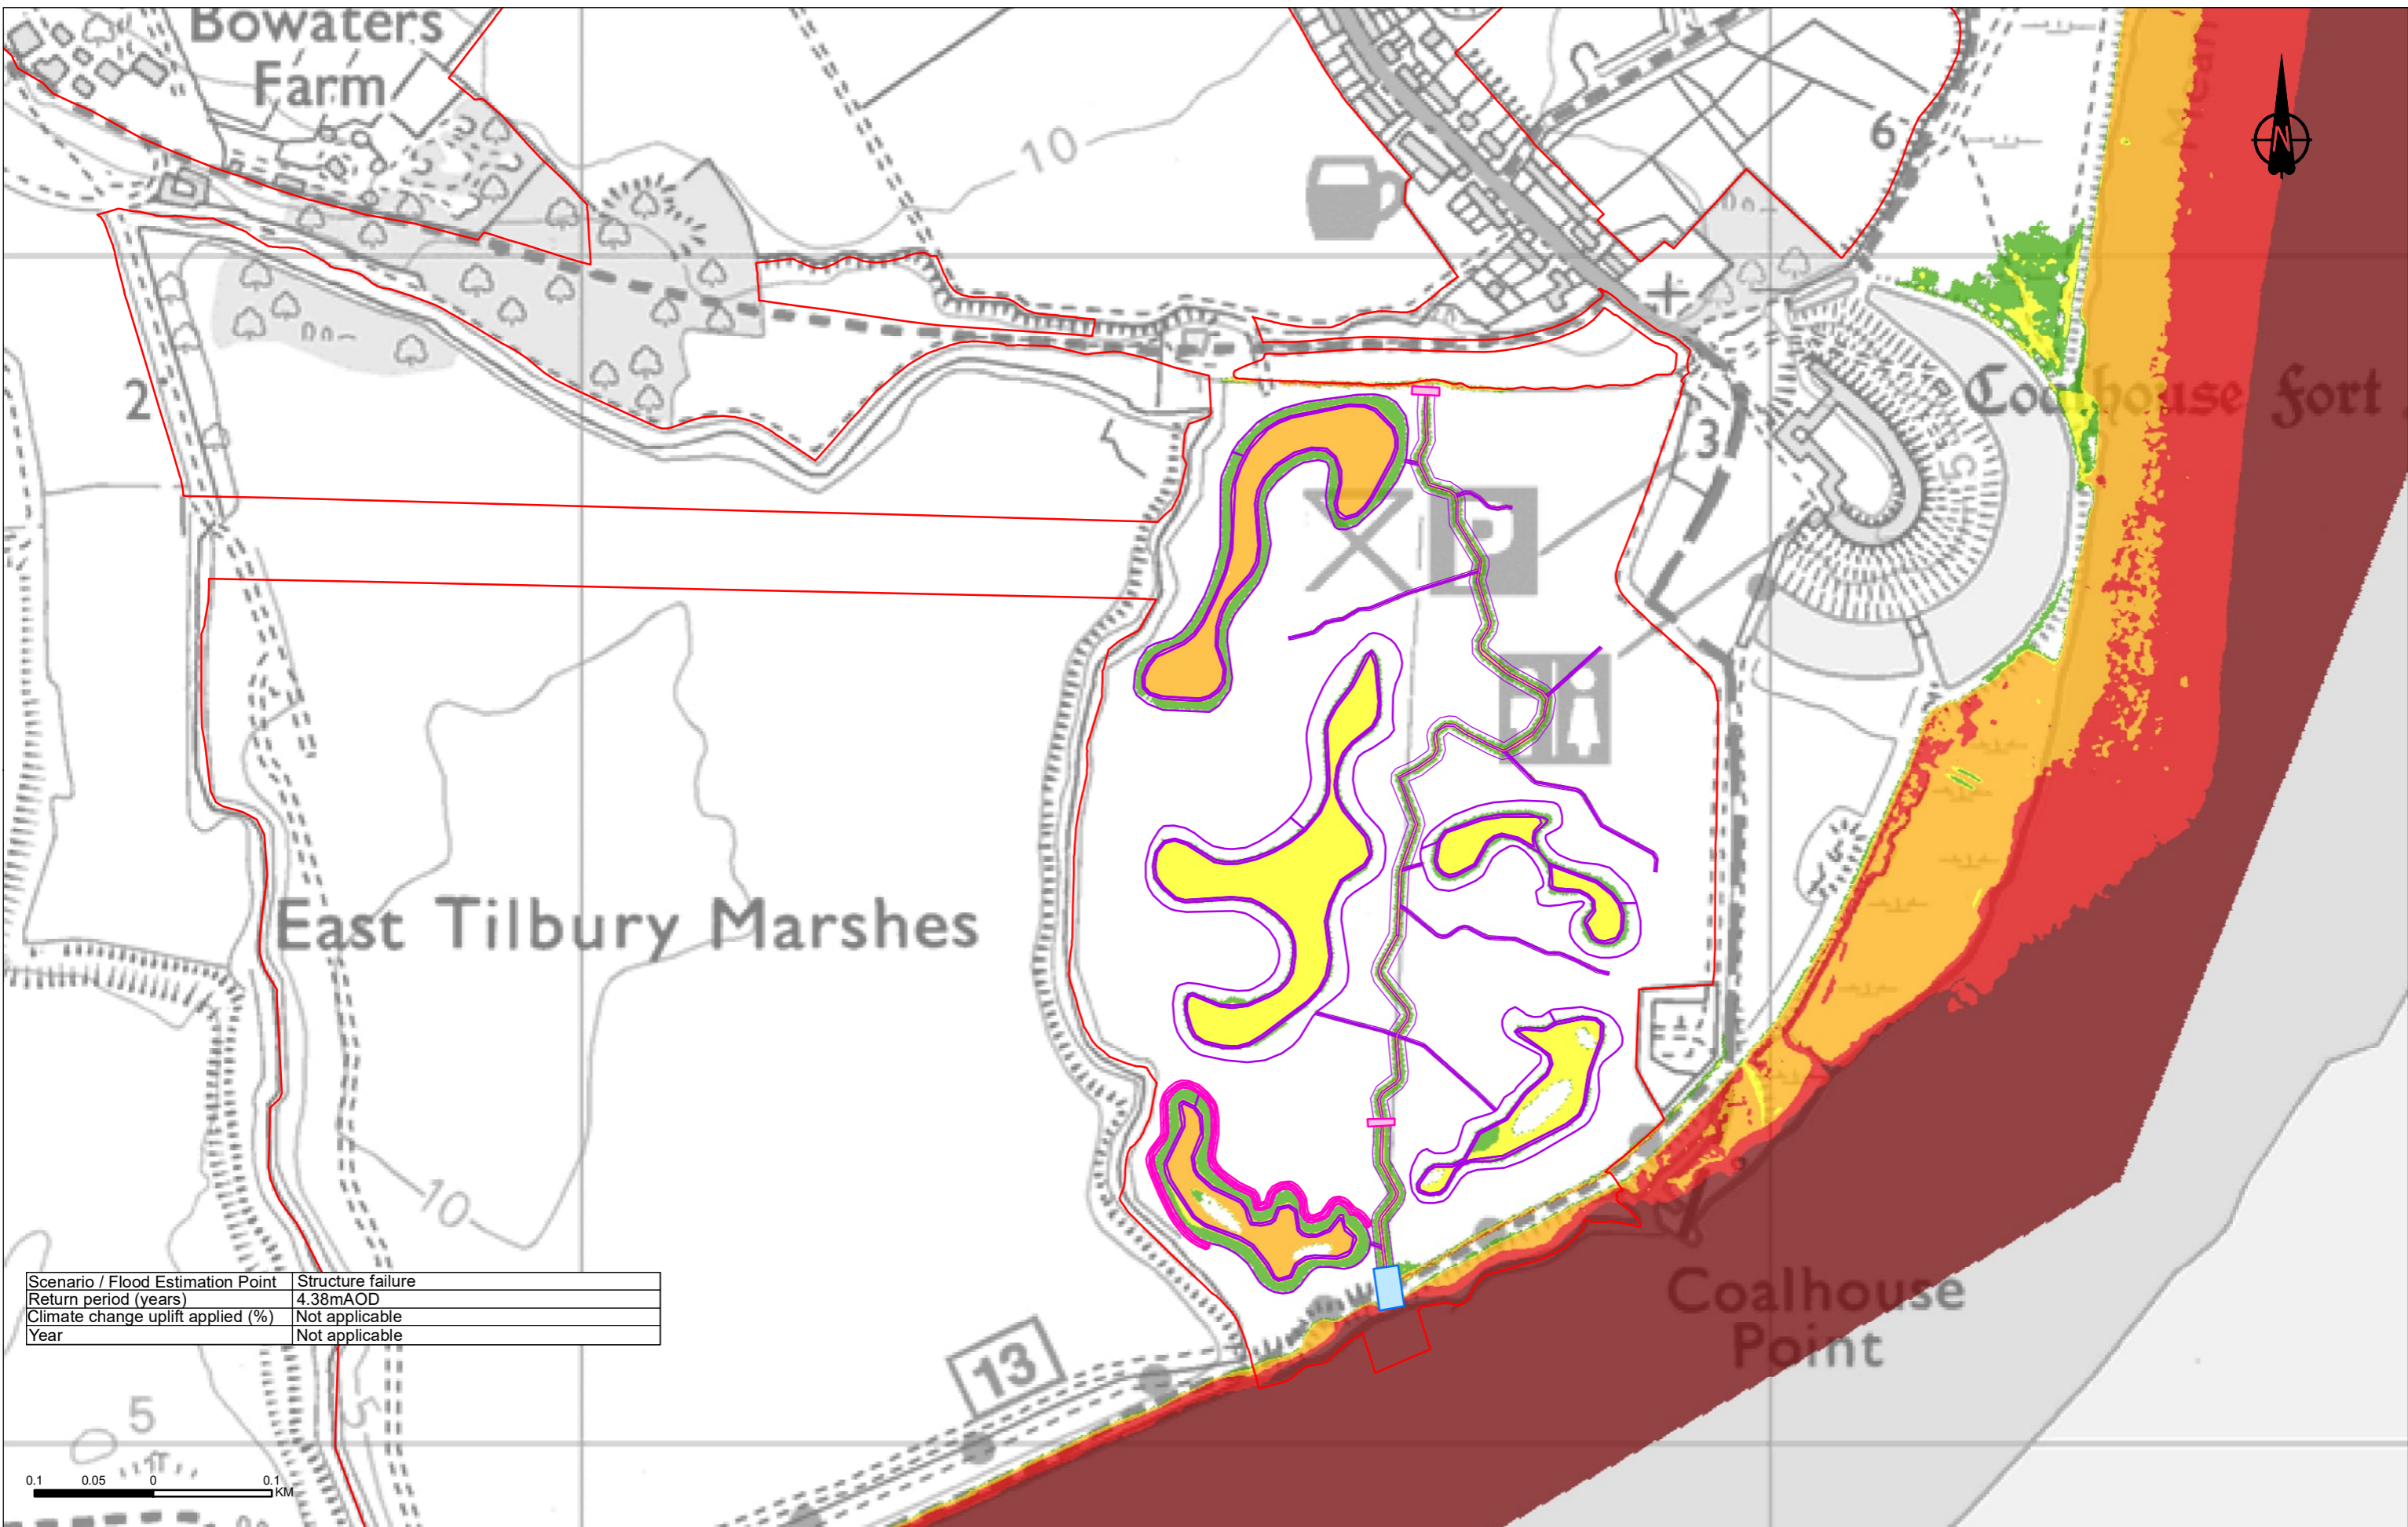 Bowaters
Farm
10
6
Mean
N
2
3
Coalhouse Fort
P
East Tilbury Marshes
10
Scenario / Flood Estimation Point Structure failure
Return period (years) 4.38mAOD
Climate change uplift applied (%) Not applicable
Year Not applicable
Coalhouse
Point
13
5
5
0.1 0.05 0 0.1
KM